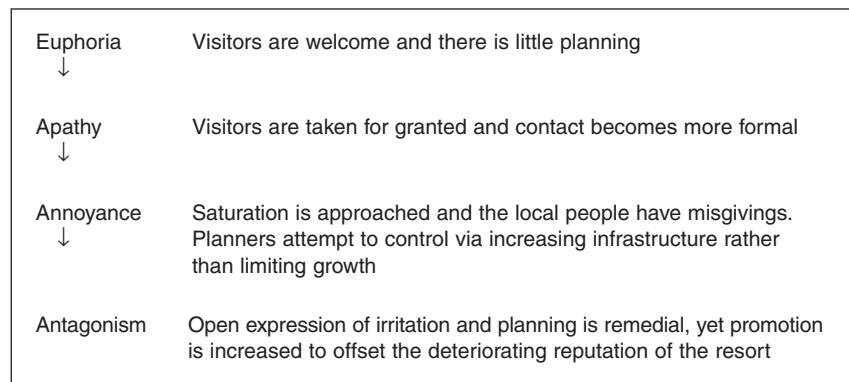 Euphoria Visitors are welcome and there is little planning
↓
Apathy Visitors are taken for granted and contact becomes more formal
↓
Annoyance Saturation is approached and the local people have misgivings.
↓ Planners attempt to control via increasing infrastructure rather
than limiting growth
Antagonism Open expression of irritation and planning is remedial, yet promotion
is increased to offset the deteriorating reputation of the resort